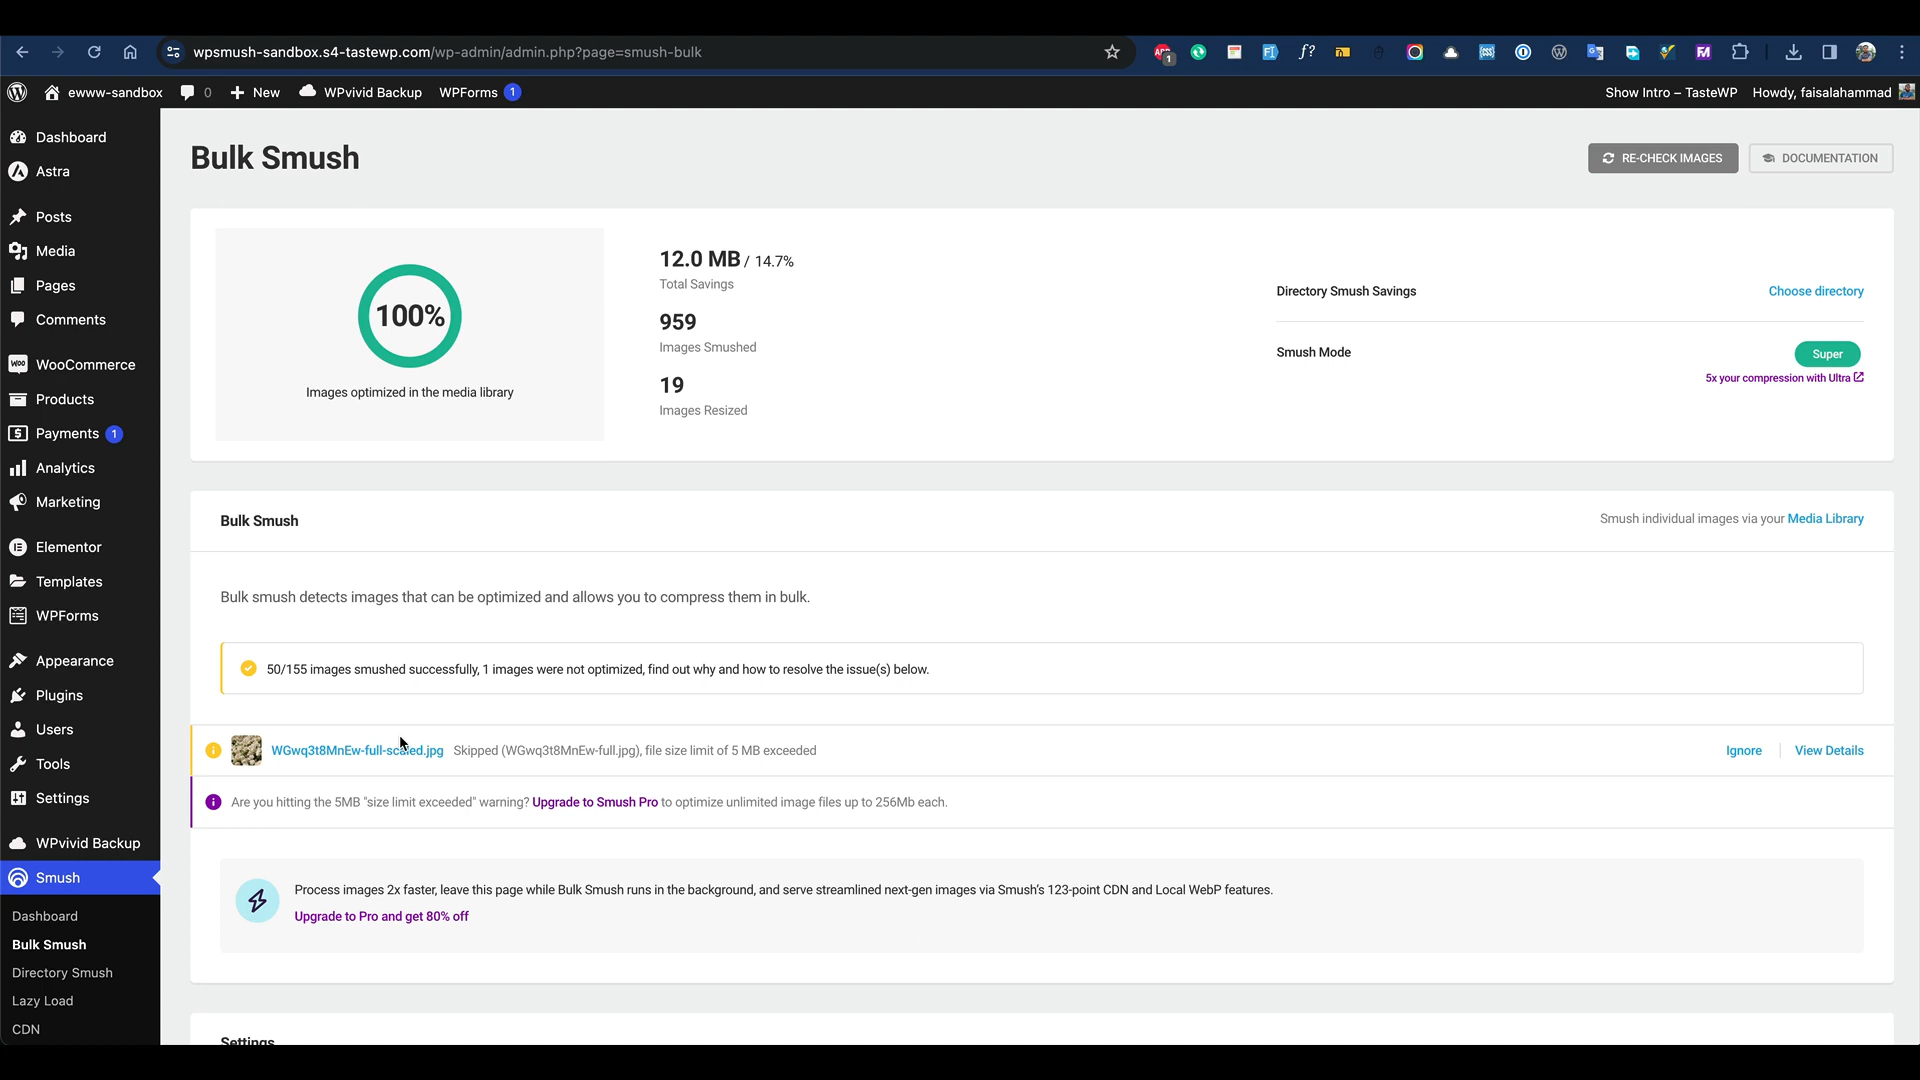 wpsmush-sandbox.s4-tastewp.com/wp-admin/admin.php?page=smush-bulk
ABP
1
f?
CSS
ewww-sandbox
0
New
WPvivid Backup
WPForms
1
Show Intro – TasteWP
Howdy, faisalahammad
Dashboard
Astra
Posts
Media
Pages
Comments
WooCommerce
Products
Payments
1
Analytics
Marketing
Elementor
Templates
WPForms
Appearance
Plugins
Users
Tools
Settings
WPvivid Backup
Smush
Dashboard
Bulk Smush
Directory Smush
Lazy Load
CDN
Bulk Smush
RE-CHECK IMAGES
DOCUMENTATION
100%
Images optimized in the media library
12.0 MB / 14.7%
Total Savings
959
Images Smushed
19
Images Resized
Directory Smush Savings
Choose directory
Smush Mode
Super
5x your compression with Ultra
Bulk Smush
Smush individual images via your Media Library
Bulk smush detects images that can be optimized and allows you to compress them in bulk.
50/155 images smushed successfully, 1 images were not optimized, find out why and how to resolve the issue(s) below.
WGwq3t8MnEw-full-scaled.jpg
Skipped (WGwq3t8MnEw-full.jpg), file size limit of 5 MB exceeded
Ignore
View Details
Are you hitting the 5MB "size limit exceeded" warning? Upgrade to Smush Pro to optimize unlimited image files up to 256Mb each.
Process images 2x faster, leave this page while Bulk Smush runs in the background, and serve streamlined next-gen images via Smush's 123-point CDN and Local WebP features.
Upgrade to Pro and get 80% off
Settings